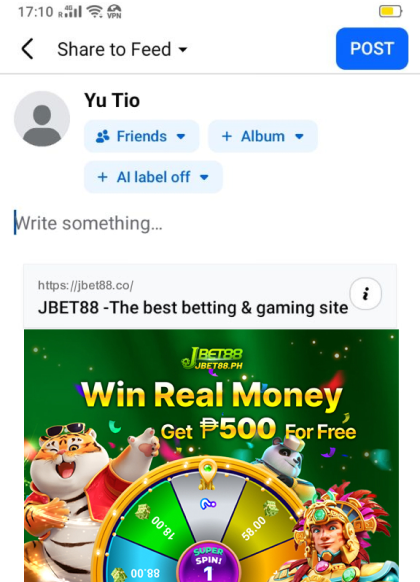 17:10 R 4G VPN
Share to Feed
POST
Yu Tio
Friends
+ Album
+ AI label off
Write something...
https://jbet88.co/
JBET88 -The best betting & gaming site
i
JBET88
JBET88.PH
Win Real Money
Get ₱500 For Free
18.00
58.00
88.00
SUPER
SPIN!
1